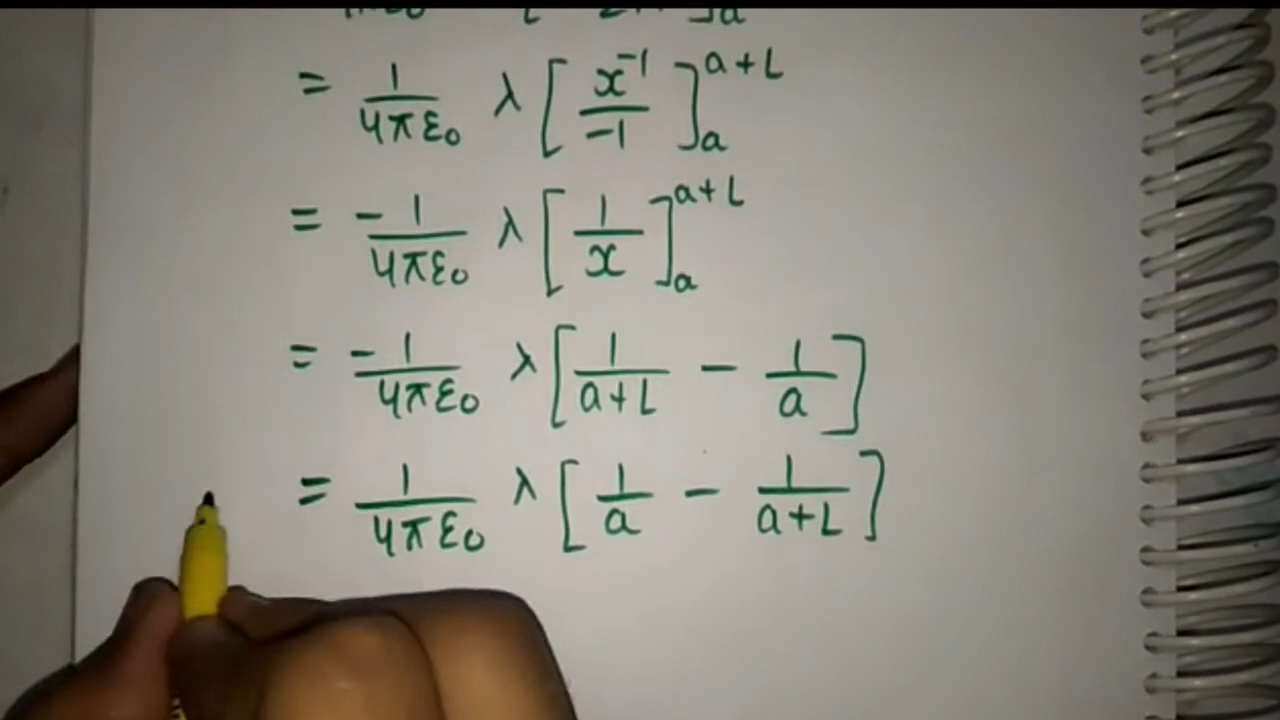 = 1/4πε₀ λ [x⁻¹/-1]ₐ^(a+L)
= -1/4πε₀ λ [1/x]ₐ^(a+L)
= -1/4πε₀ λ [1/(a+L) - 1/a]
= 1/4πε₀ λ [1/a - 1/(a+L)]